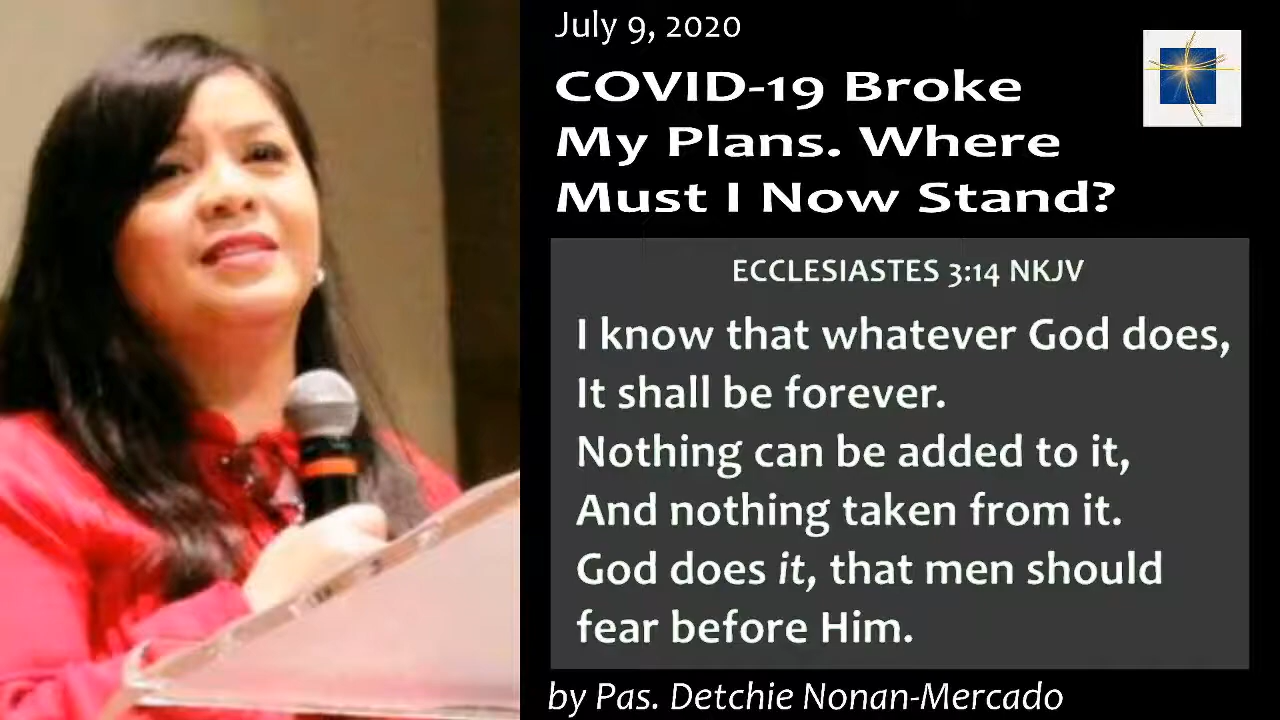 July 9, 2020
COVID-19 Broke
My Plans. Where
Must I Now Stand?
ECCLESIASTES 3:14 NKJV
I know that whatever God does,
It shall be forever.
Nothing can be added to it,
And nothing taken from it.
God does it, that men should
fear before Him.
by Pas. Detchie Nonan-Mercado